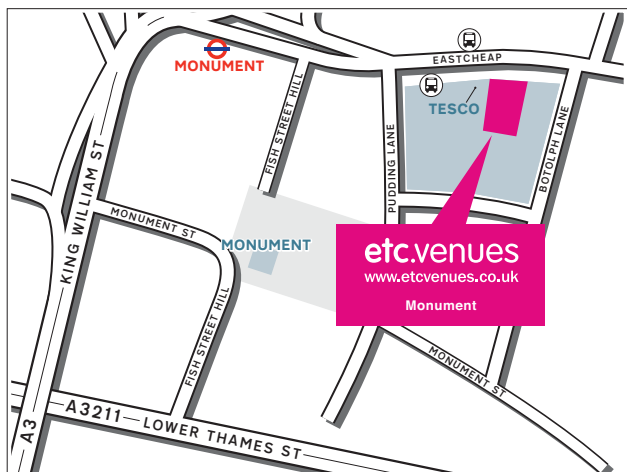 MONUMENT
EASTCHEAP
TESCO
FISH STREET HILL
PUDDING LANE
BOTOLPH LANE
KING WILLIAM ST
MONUMENT ST
MONUMENT
etc.venues
www.etcvenues.co.uk
Monument
FISH STREET HILL
MONUMENT ST
A3
A3211
LOWER THAMES ST